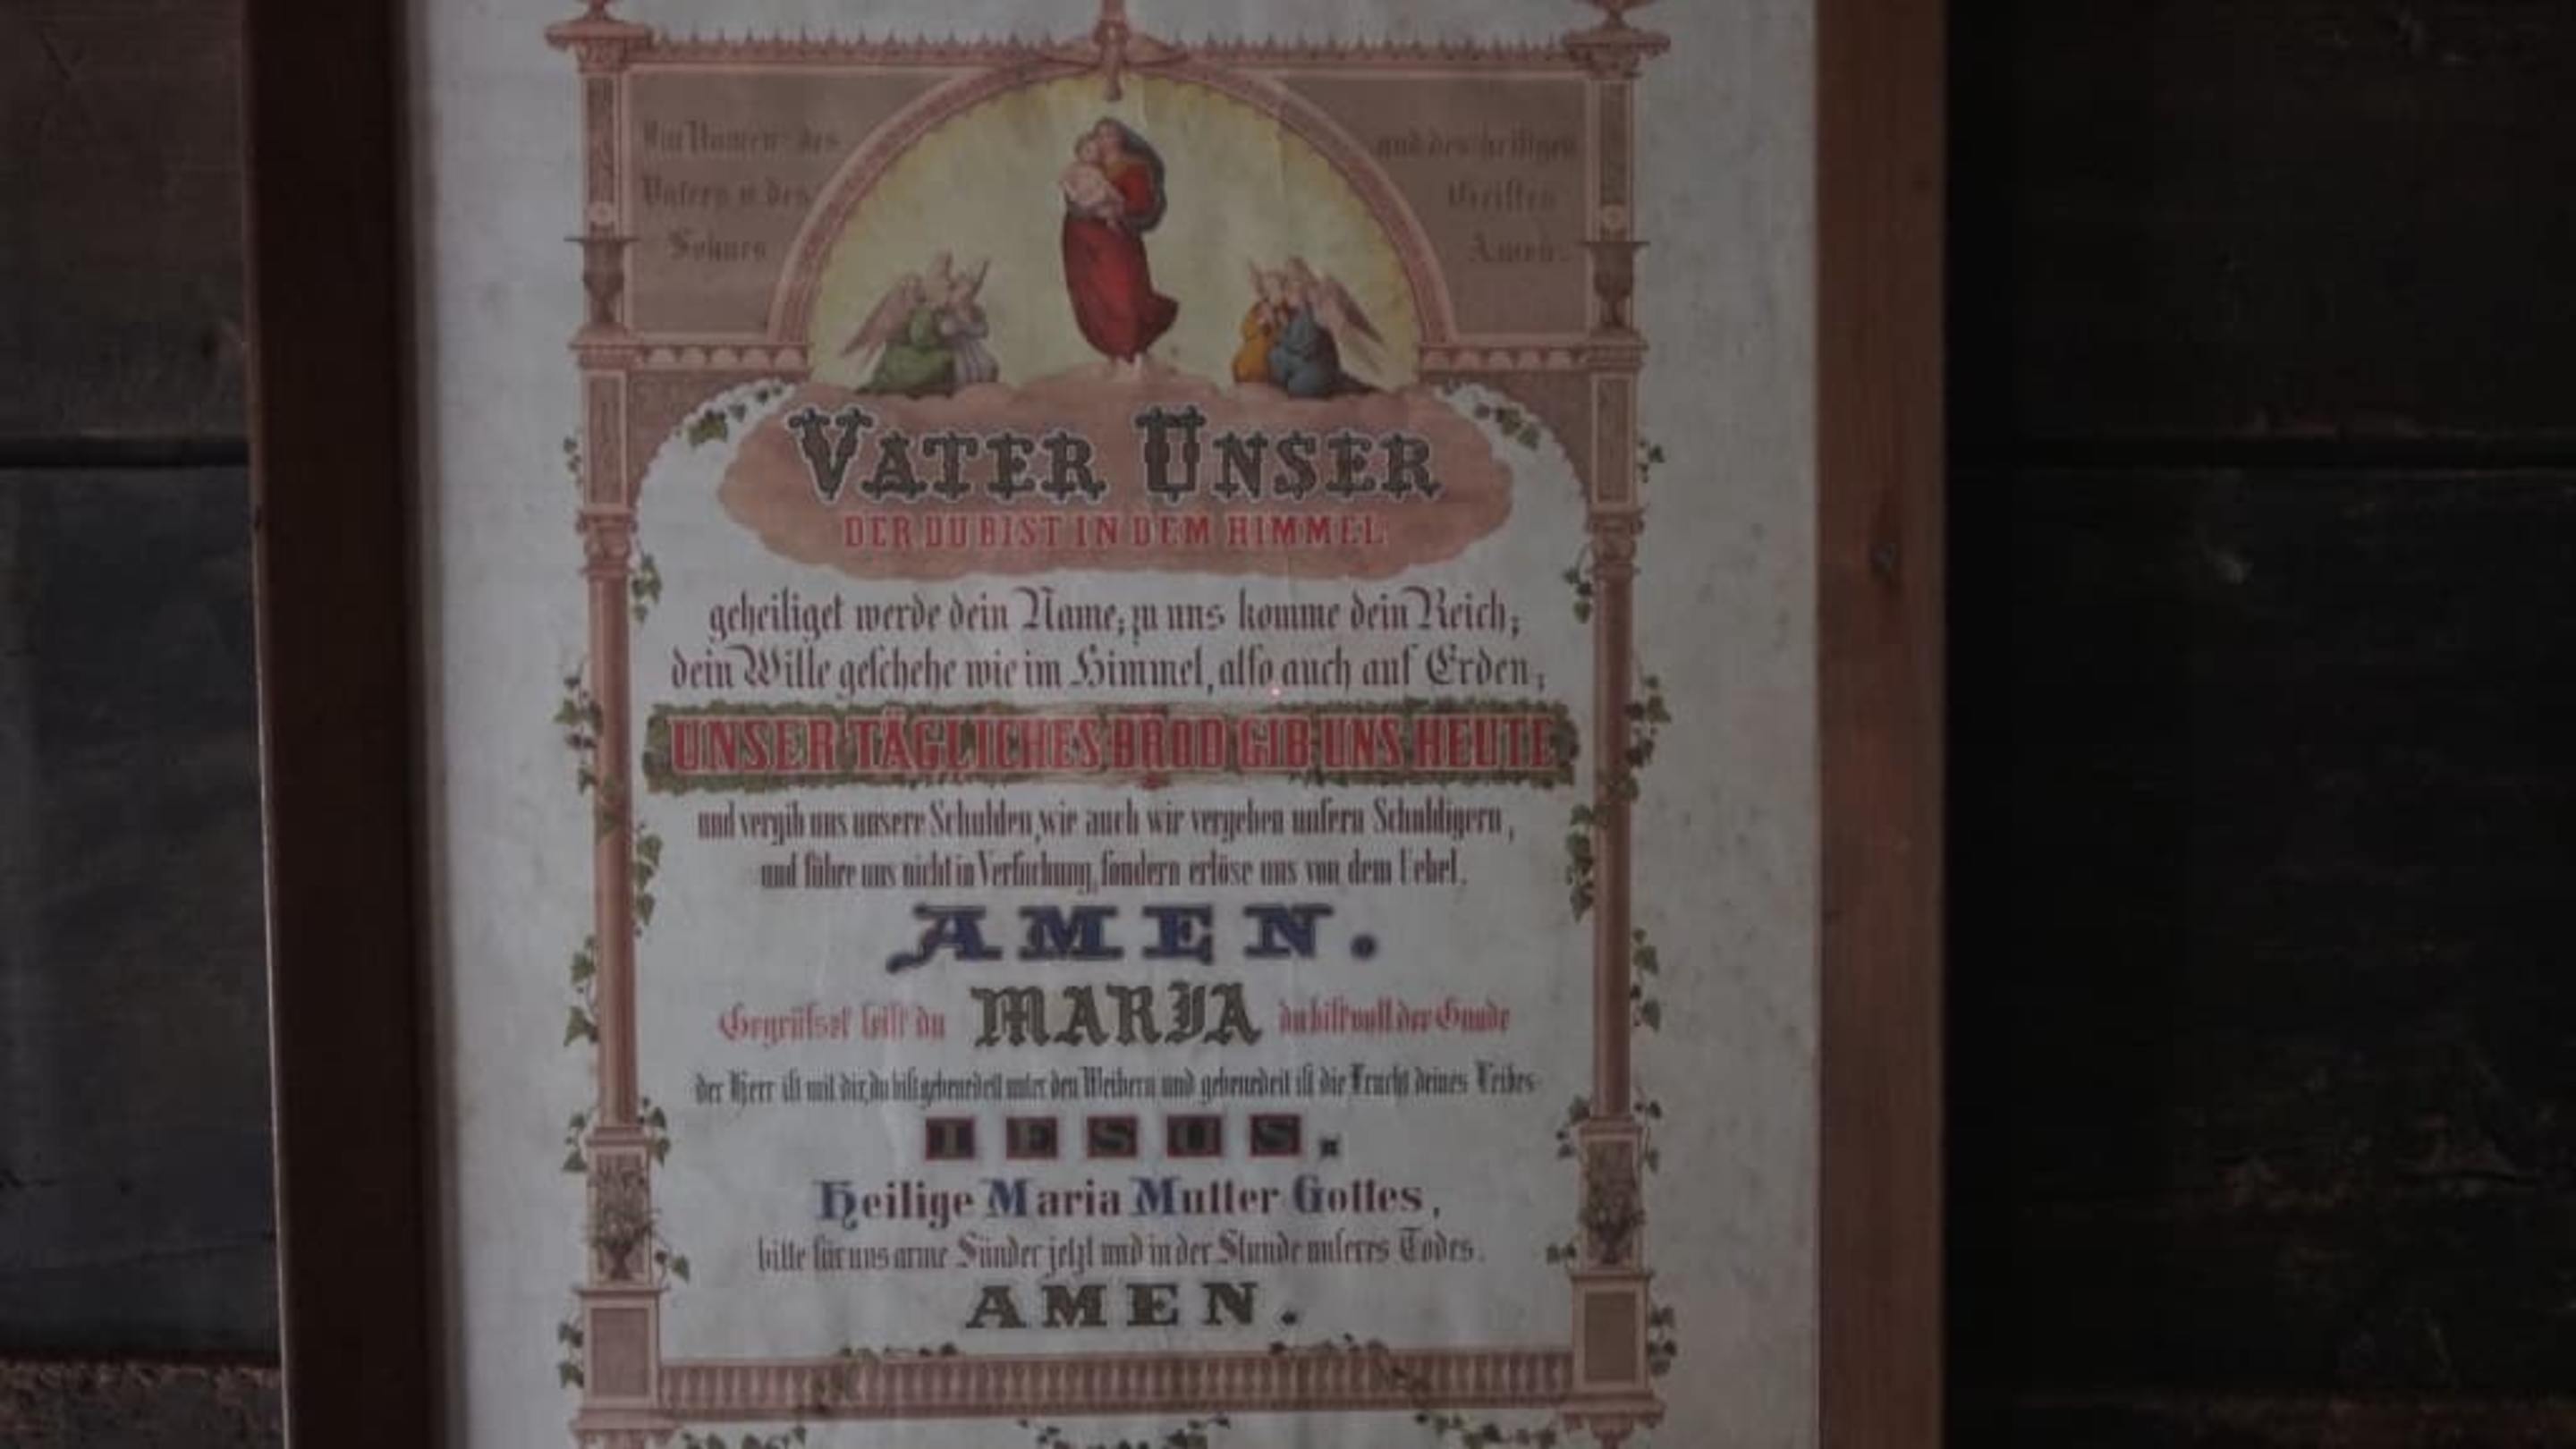 Im Namen des
Vaters u. des
Sohnes
und des heiligen
Geistes
Amen.
VATER UNSER
DER DU BIST IN DEM HIMMEL
geheiliget werde dein Name; zu uns komme dein Reich;
dein Wille geschehe wie im Himmel, also auch auf Erden;
UNSER TÄGLICHES BROD GIB UNS HEUTE
und vergib uns unsere Schulden, wie auch wir vergeben unsern Schuldigern,
und führe uns nicht in Versuchung, sondern erlöse uns von dem Uebel.
AMEN.
Gegrüßet seist du MARIA du bist voll der Gnade
der Herr ist mit dir, du bist gebenedeit unter den Weibern und gebenedeit ist die Frucht deines Leibes
IESUS.
Heilige Maria Mutter Gottes,
bitte für uns arme Sünder jetzt und in der Stunde unseres Todes.
AMEN.